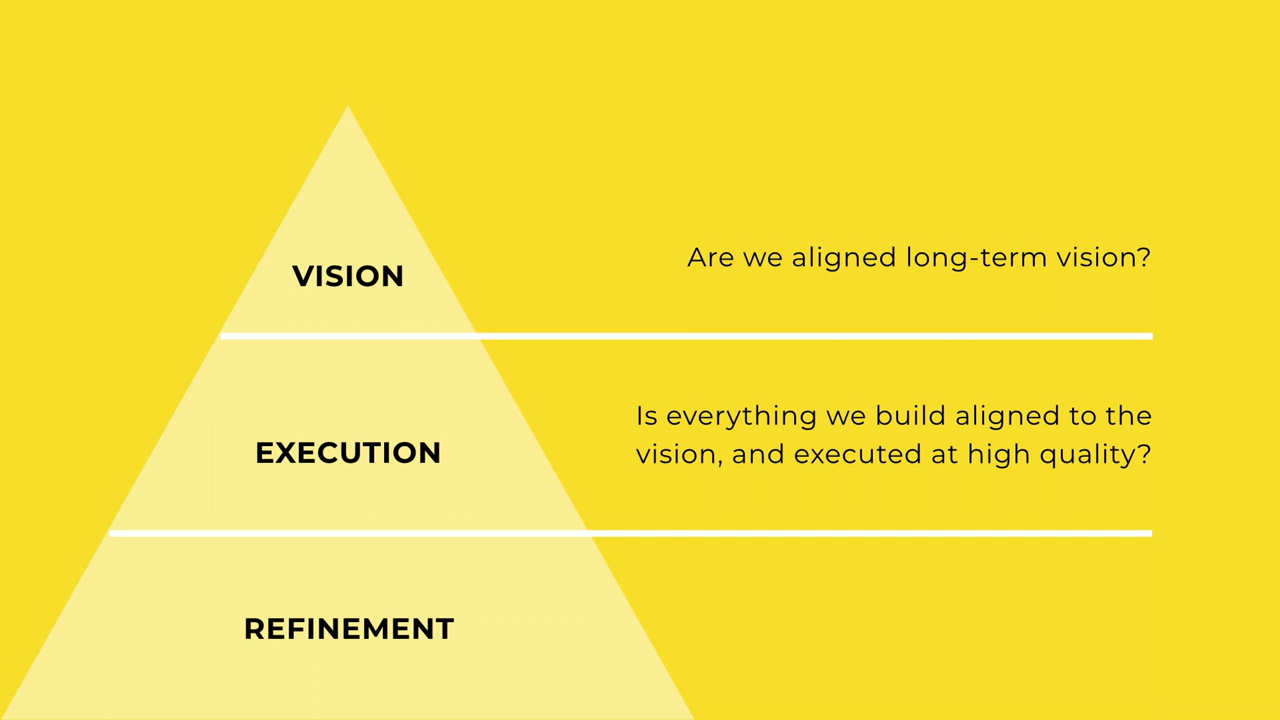 VISION
Are we aligned long-term vision?
EXECUTION
Is everything we build aligned to the
vision, and executed at high quality?
REFINEMENT